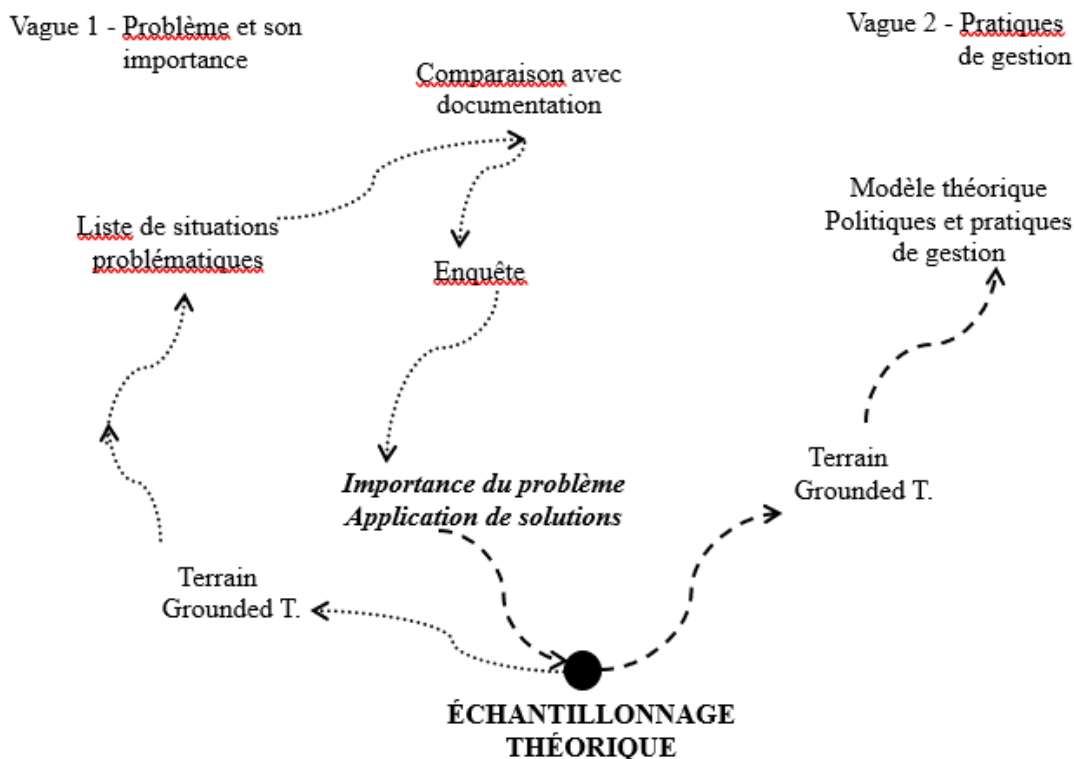 Vague 1 - Problème et son
importance
Vague 2 - Pratiques
de gestion
Comparaison avec
documentation
Liste de situations
problématiques
Enquête
Modèle théorique
Politiques et pratiques
de gestion
Importance du problème
Application de solutions
Terrain
Grounded T.
Terrain
Grounded T.
ÉCHANTILLONNAGE
THÉORIQUE